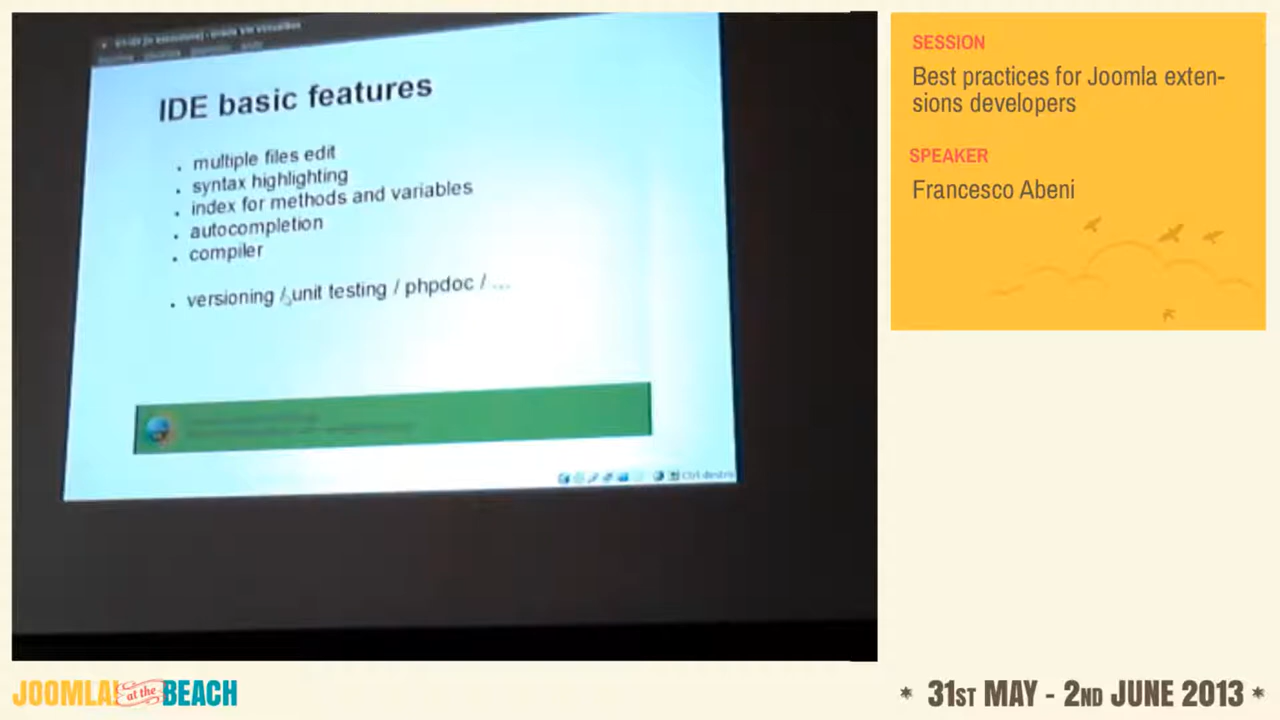 IDE basic features
. multiple files edit
. syntax highlighting
. index for methods and variables
. autocompletion
. compiler
. versioning / unit testing / phpdoc / ...
SESSION
Best practices for Joomla exten-
sions developers
SPEAKER
Francesco Abeni
JOOMLA! at the BEACH
* 31ST MAY - 2ND JUNE 2013 *